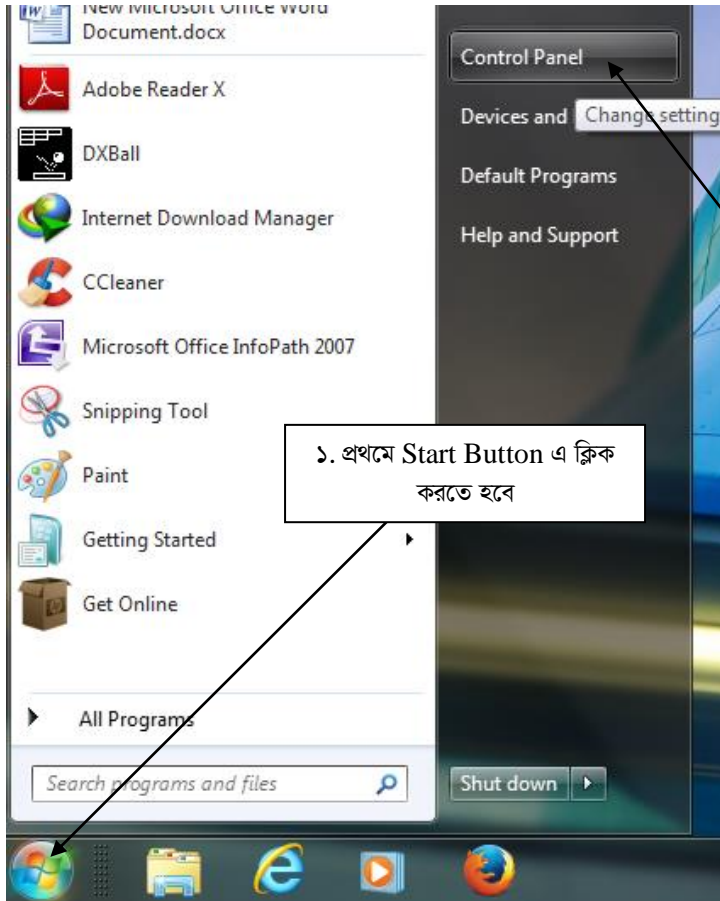 New Microsoft Office Word
Document.docx
Adobe Reader X
DXBall
Internet Download Manager
CCleaner
Microsoft Office InfoPath 2007
Snipping Tool
Paint
Getting Started
Get Online
All Programs
Search programs and files
Control Panel
Devices and
Change setting
Default Programs
Help and Support
১. প্রথমে Start Button এ ক্লিক
করতে হবে
Shut down